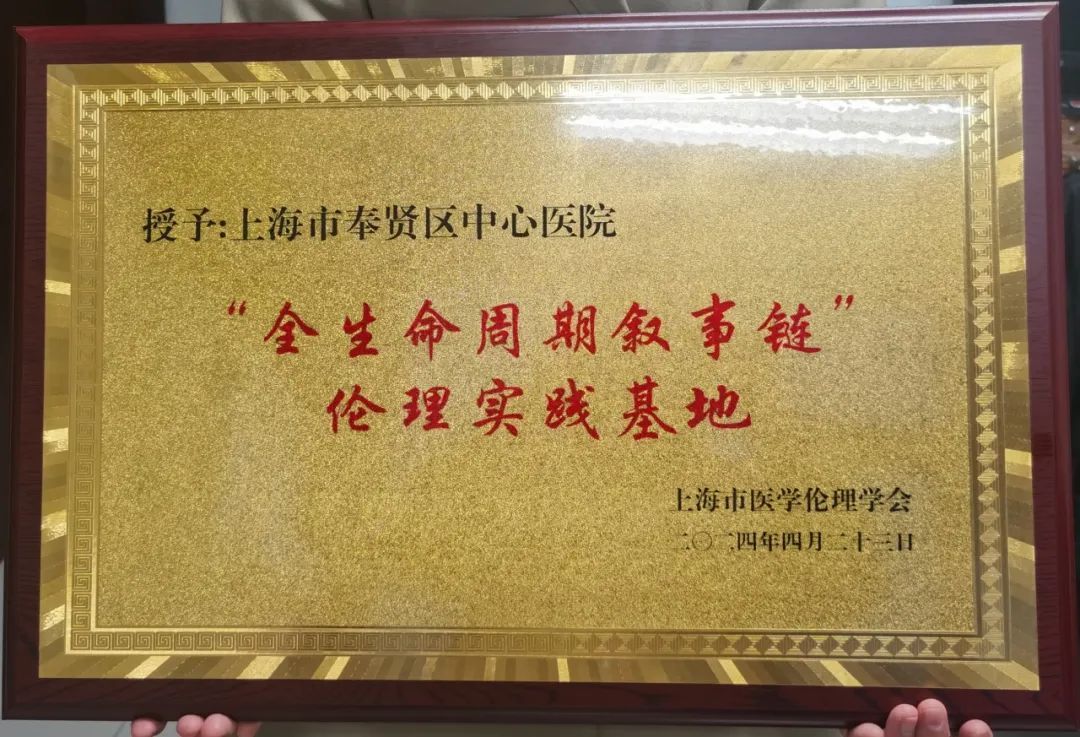 授予:上海市奉贤区中心医院
“全生命周期叙事链”
伦理实践基地
上海市医学伦理学会
二〇二四年四月二十三日